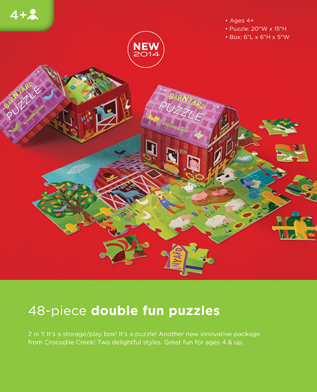 4+
• Ages 4+
• Puzzle: 20"W x 15"H
• Box: 6"L x 6"H x 5"W
NEW
2014
BARNYARD
PUZZLE
BARNYARD
PUZZLE
48-piece double fun puzzles
2 in 1! It's a storage/play box! It's a puzzle! Another new innovative package
from Crocodile Creek! Two delightful styles. Great fun for ages 4 & up.